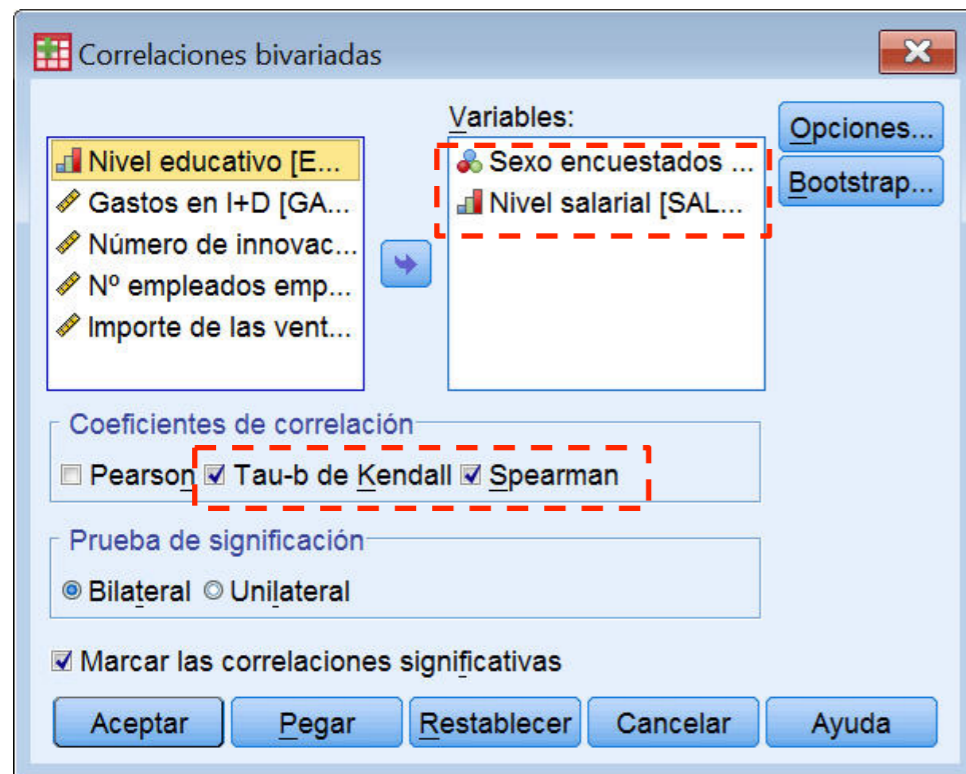 Correlaciones bivariadas
Variables:
Nivel educativo [E...
Gastos en I+D [GA...
Número de innovac...
Nº empleados emp...
Importe de las vent...
Sexo encuestados ...
Nivel salarial [SAL...
Opciones...
Bootstrap...
Coeficientes de correlación
Pearson Tau-b de Kendall Spearman
Prueba de significación
Bilateral Unilateral
Marcar las correlaciones significativas
Aceptar Pegar Restablecer Cancelar Ayuda